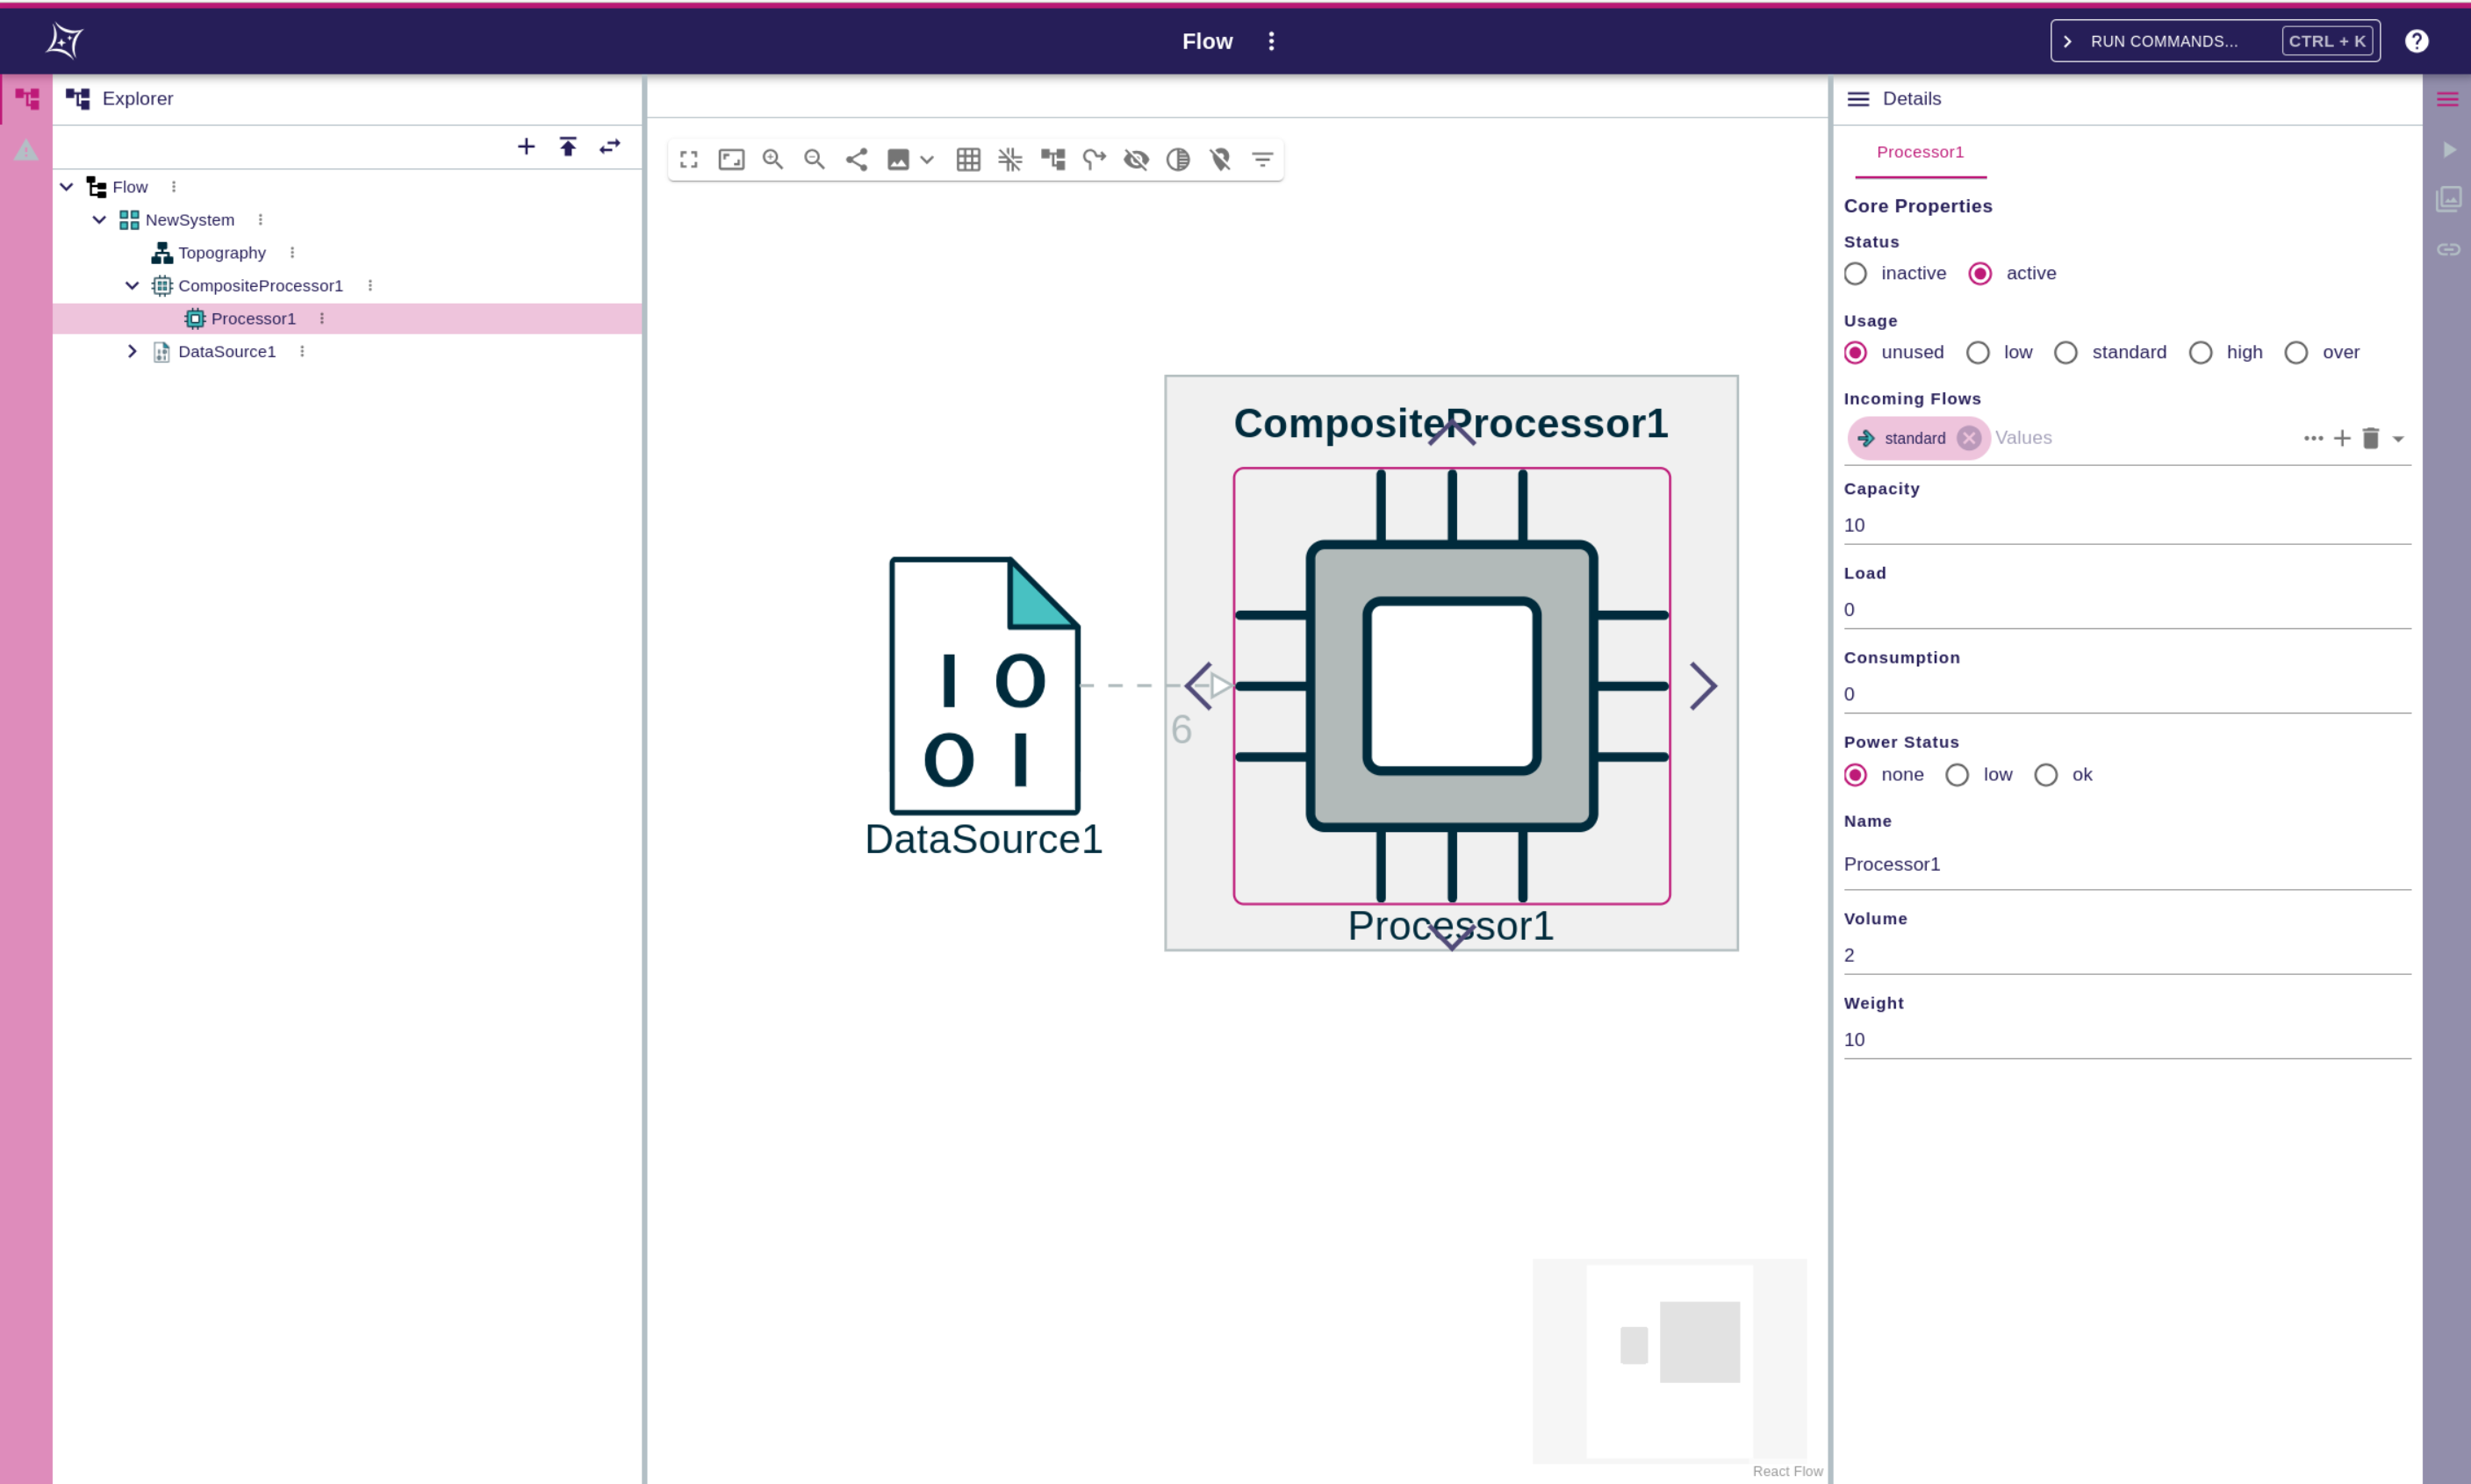 Flow
RUN COMMANDS... CTRL + K
Explorer
Flow
NewSystem
Topography
CompositeProcessor1
Processor1
DataSource1
CompositeProcessor1
I O
O I
6
DataSource1
Processor1
React Flow
Details
Processor1
Core Properties
Status
inactive active
Usage
unused low standard high over
Incoming Flows
standard Values
Capacity
10
Load
0
Consumption
0
Power Status
none low ok
Name
Processor1
Volume
2
Weight
10